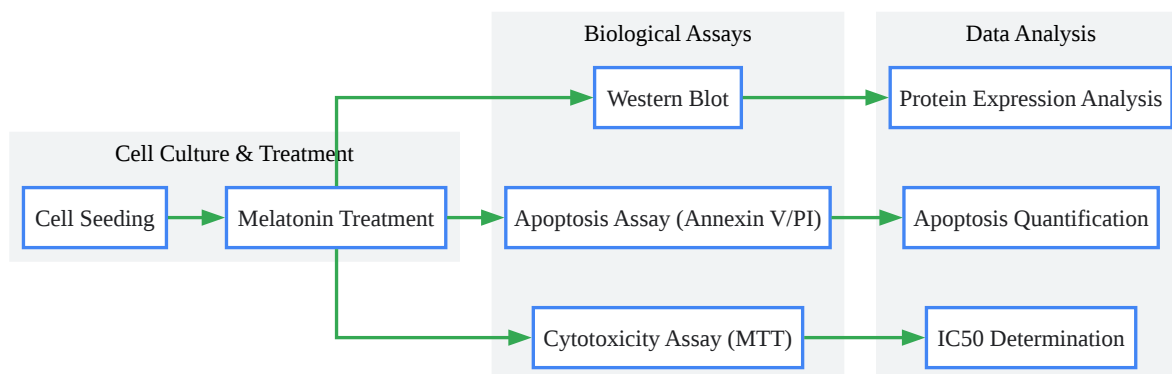 Biological Assays
Data Analysis
Western Blot
Protein Expression Analysis
Cell Culture & Treatment
Cell Seeding
Melatonin Treatment
Apoptosis Assay (Annexin V/PI)
Apoptosis Quantification
Cytotoxicity Assay (MTT)
IC50 Determination